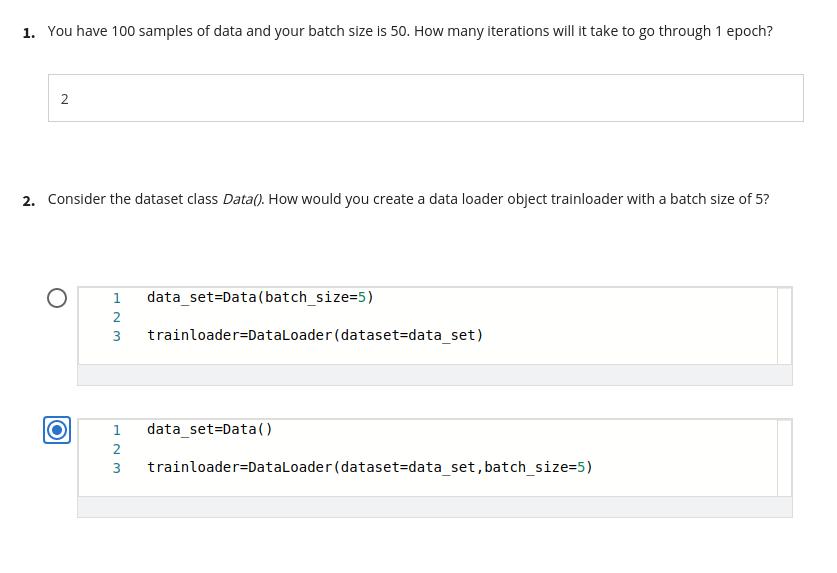 1. You have 100 samples of data and your batch size is 50. How many iterations will it take to go through 1 epoch?
2
2. Consider the dataset class Data(). How would you create a data loader object trainloader with a batch size of 5?
1 data_set=Data(batch_size=5)
2
3 trainloader=DataLoader(dataset=data_set)
1 data_set=Data()
2
3 trainloader=DataLoader(dataset=data_set,batch_size=5)